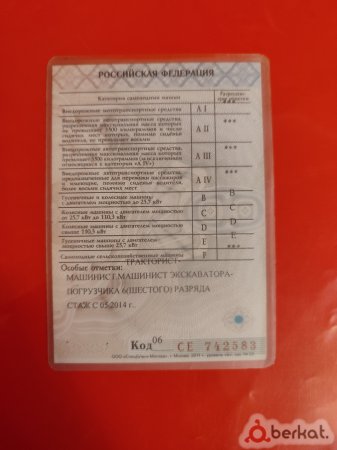 РОССИЙСКАЯ ФЕДЕРАЦИЯ
Категории самоходных машин
Разрешаю-
щие отметки
Внедорожные мототранспортные средства
A I
***
Внедорожные автотранспортные средства,
разрешенная максимальная масса которых
не превышает 3500 килограммов и число
сидячих мест которых, помимо сидячего
водителя, не превышает восьми
A II
***
Внедорожные автотранспортные средства,
разрешенная максимальная масса которых
превышает 3500 килограммов (за исключением
относящихся к категории «A IV»)
A III
***
Внедорожные автотранспортные средства,
предназначенные для перевозки пассажиров
и имеющие, помимо сиденья водителя,
более восьми сидячих мест
A IV
***
Гусеничные и колесные машины
с двигателем мощностью до 25,7 кВт
B
B
Колесные машины с двигателем мощностью
от 25,7 кВт до 110,3 кВт
C
C
Колесные машины с двигателем мощностью
свыше 110,3 кВт
D
D
Гусеничные машины с двигателем
мощностью свыше 25,7 кВт
E
E
Самоходные сельскохозяйственные машины
F
***
Особые отметки:
ТРАКТОРИСТ-
МАШИНИСТ.МАШИНИСТ ЭКСКАВАТОРА-
ПОГРУЗЧИКА 6(ШЕСТОГО) РАЗРЯДА
СТАЖ С 05.2014 г..
Код 06
СЕ 742583
berkat.